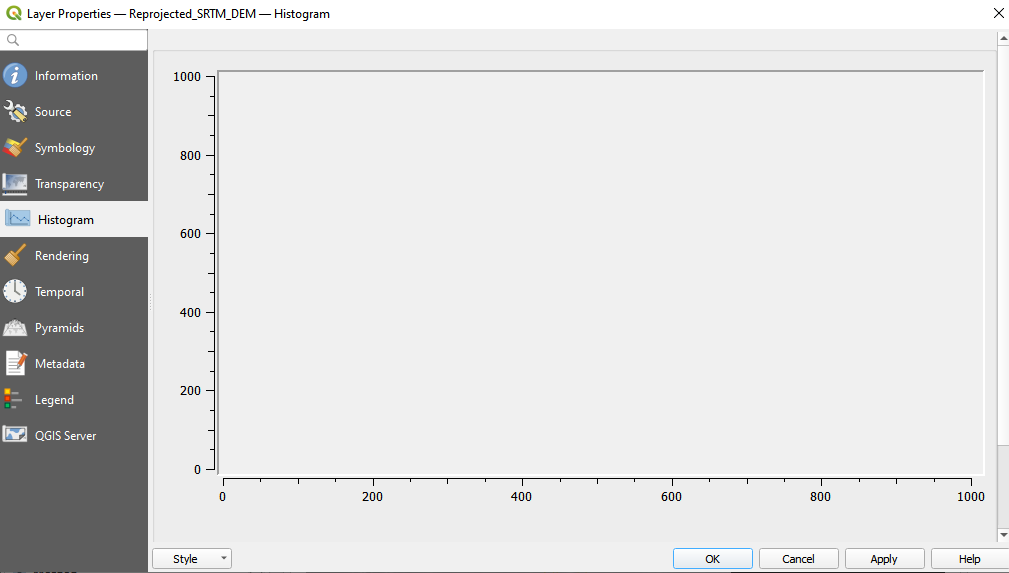 Layer Properties — Reprojected_SRTM_DEM — Histogram
Information
Source
Symbology
Transparency
Histogram
Rendering
Temporal
Pyramids
Metadata
Legend
QGIS Server
1000
800
600
400
200
0
0 200 400 600 800 1000
Style OK Cancel Apply Help